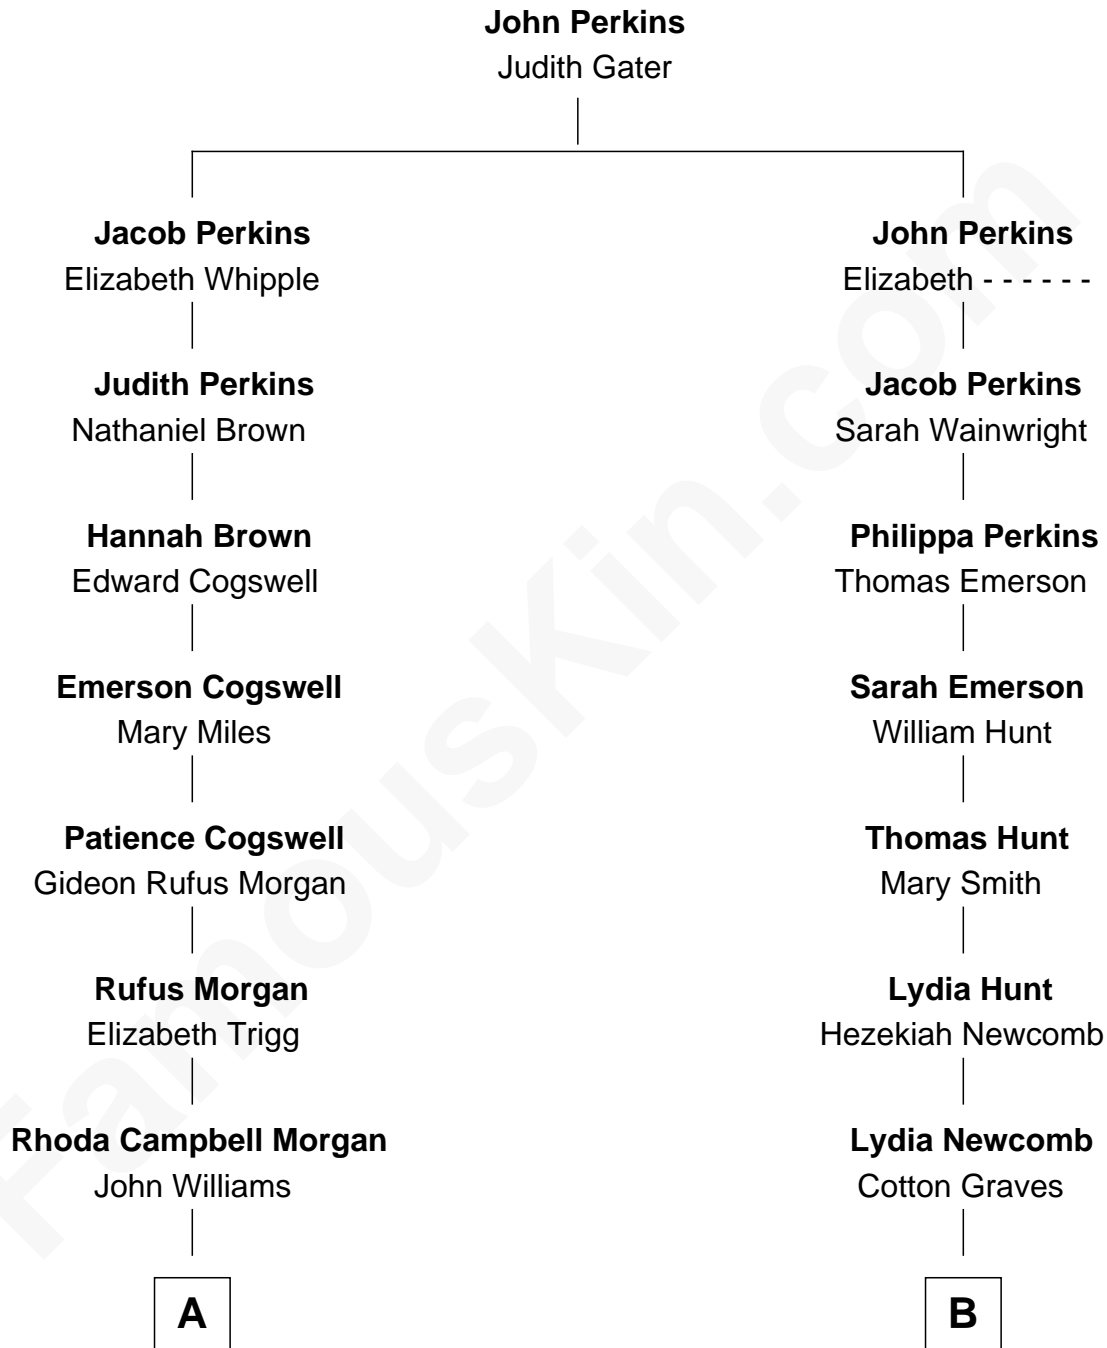 John Perkins
Judith Gater
Jacob Perkins
Elizabeth Whipple
John Perkins
Elizabeth - - - - - -
Judith Perkins
Nathaniel Brown
Jacob Perkins
Sarah Wainwright
Hannah Brown
Edward Cogswell
Philippa Perkins
Thomas Emerson
Emerson Cogswell
Mary Miles
Sarah Emerson
William Hunt
Patience Cogswell
Gideon Rufus Morgan
Thomas Hunt
Mary Smith
Rufus Morgan
Elizabeth Trigg
Lydia Hunt
Hezekiah Newcomb
Rhoda Campbell Morgan
John Williams
Lydia Newcomb
Cotton Graves
A
B
FamousKin.com